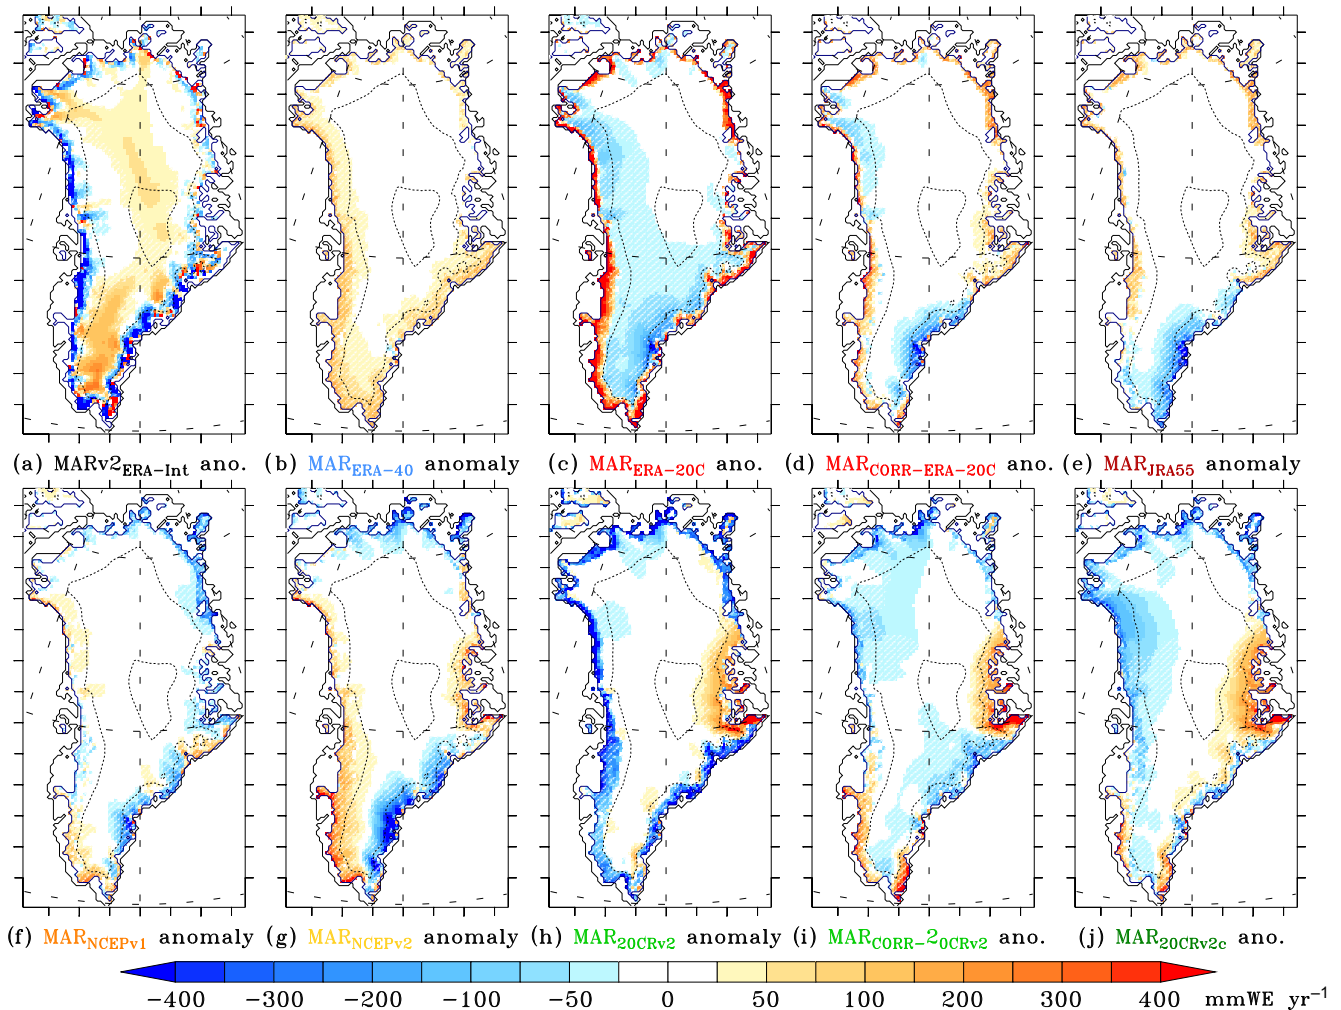 (a) MARv2ERA-Int ano. (b) MARERA-40 anomaly (c) MARERA-20C ano. (d) MARCORR-ERA-20C ano. (e) MARJRA55 anomaly
(f) MARNCEPv1 anomaly (g) MARNCEPv2 anomaly (h) MAR20CRv2 anomaly (i) MARCORR-20CRv2 ano. (j) MAR20CRv2c ano.
-400 -300 -200 -100 -50 0 50 100 200 300 400 mmWE yr-1